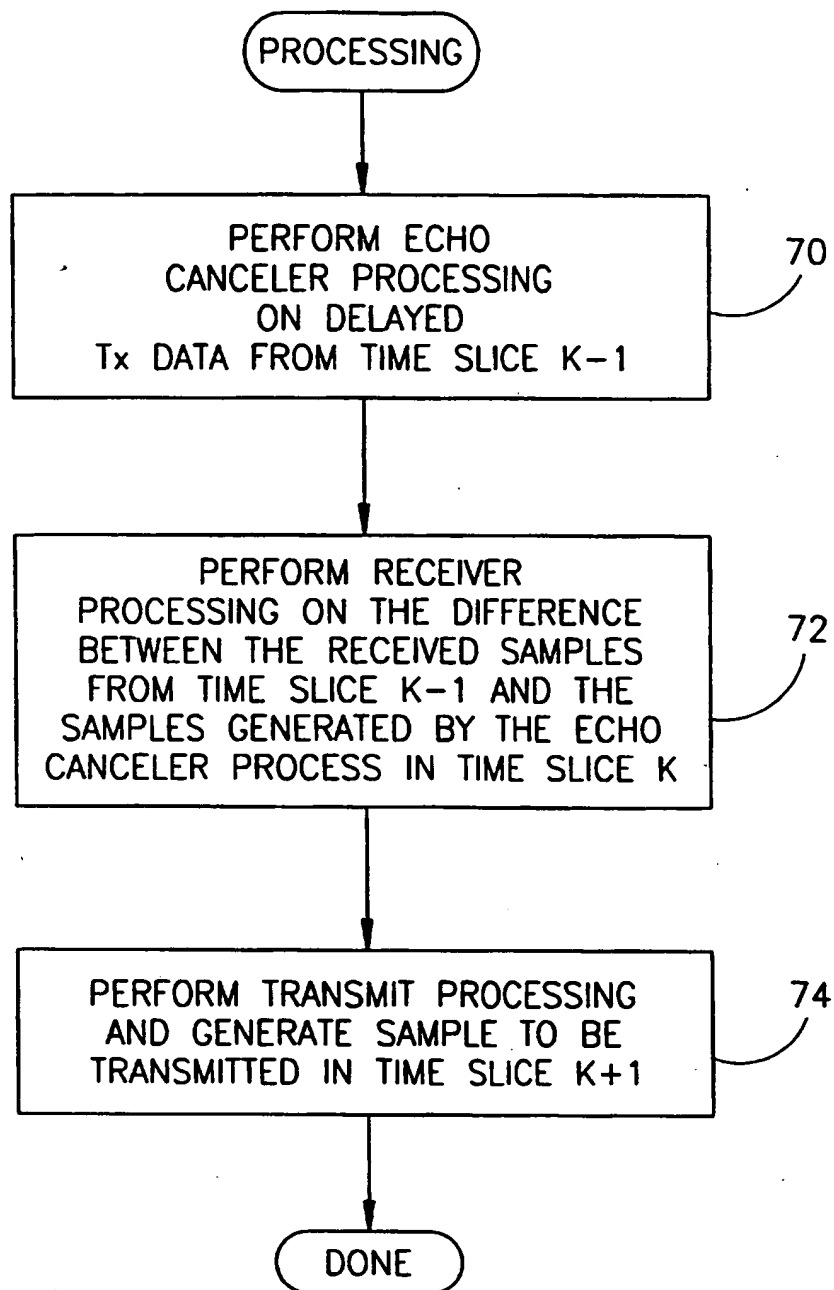 PROCESSING
PERFORM ECHO
CANCELER PROCESSING
ON DELAYED
Tx DATA FROM TIME SLICE K-1
70
PERFORM RECEIVER
PROCESSING ON THE DIFFERENCE
BETWEEN THE RECEIVED SAMPLES
FROM TIME SLICE K-1 AND THE
SAMPLES GENERATED BY THE ECHO
CANCELER PROCESS IN TIME SLICE K
72
PERFORM TRANSMIT PROCESSING
AND GENERATE SAMPLE TO BE
TRANSMITTED IN TIME SLICE K+1
74
DONE